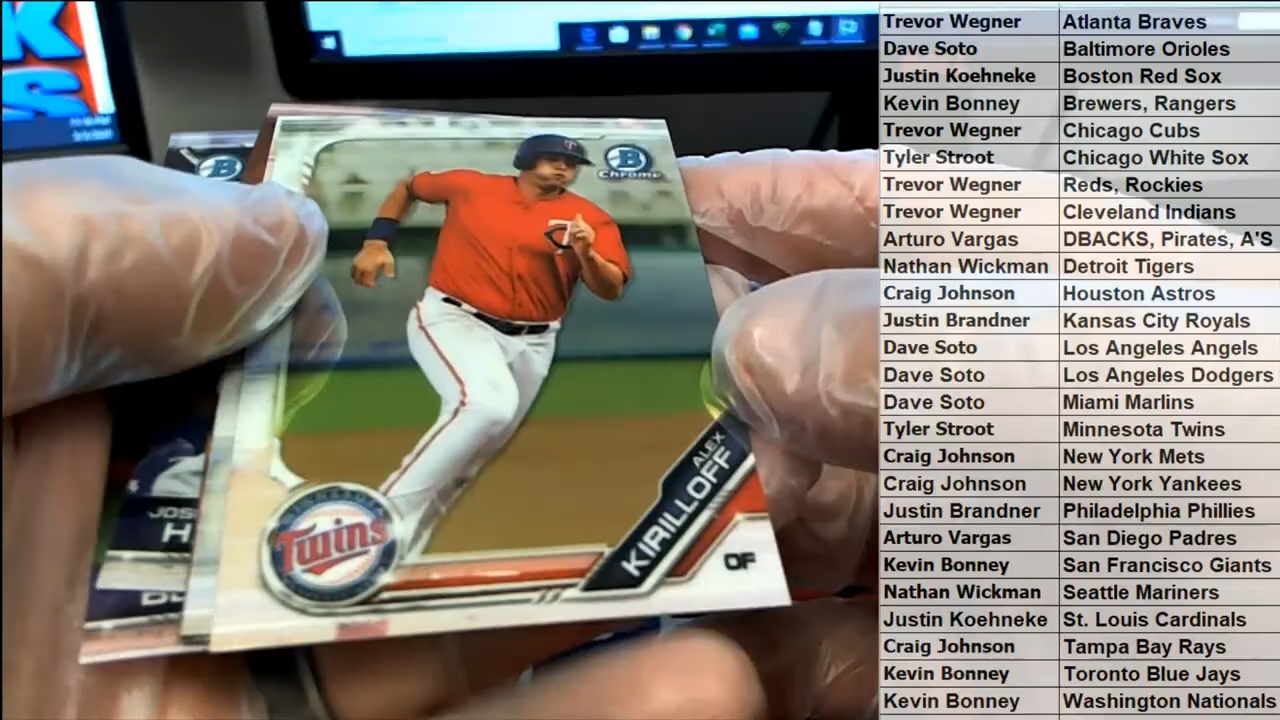 K
S
B
B
Chrome
T
C
ALEX
KIRILLOFF
Twins
OF
JOS
H
Trevor Wegner Atlanta Braves
Dave Soto Baltimore Orioles
Justin Koehneke Boston Red Sox
Kevin Bonney Brewers, Rangers
Trevor Wegner Chicago Cubs
Tyler Stroot Chicago White Sox
Trevor Wegner Reds, Rockies
Trevor Wegner Cleveland Indians
Arturo Vargas DBACKS, Pirates, A'S
Nathan Wickman Detroit Tigers
Craig Johnson Houston Astros
Justin Brandner Kansas City Royals
Dave Soto Los Angeles Angels
Dave Soto Los Angeles Dodgers
Dave Soto Miami Marlins
Tyler Stroot Minnesota Twins
Craig Johnson New York Mets
Craig Johnson New York Yankees
Justin Brandner Philadelphia Phillies
Arturo Vargas San Diego Padres
Kevin Bonney San Francisco Giants
Nathan Wickman Seattle Mariners
Justin Koehneke St. Louis Cardinals
Craig Johnson Tampa Bay Rays
Kevin Bonney Toronto Blue Jays
Kevin Bonney Washington Nationals